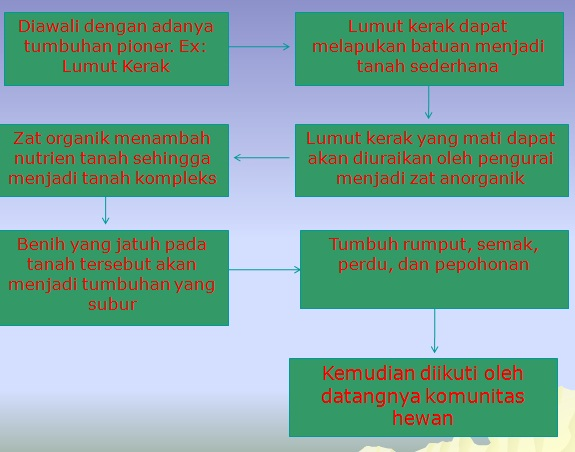 Diawali dengan adanya
tumbuhan pioner. Ex:
Lumut Kerak
Lumut kerak dapat
melapukan batuan menjadi
tanah sederhana
Lumut kerak yang mati dapat
akan diuraikan oleh pengurai
menjadi zat anorganik
Zat organik menambah
nutrien tanah sehingga
menjadi tanah kompleks
Benih yang jatuh pada
tanah tersebut akan
menjadi tumbuhan yang
subur
Tumbuh rumput, semak,
perdu, dan pepohonan
Kemudian diikuti oleh
datangnya komunitas
hewan